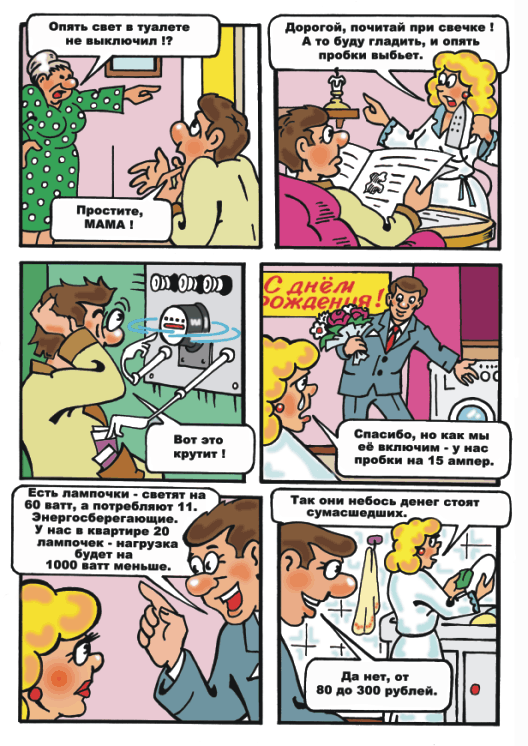 Опять свет в туалете
не выключил !?
Простите,
МАМА !
Дорогой, почитай при свечке !
А то буду гладить, и опять
пробки выбьет.
Вот это
крутит !
С днём
рождения!
Спасибо, но как мы
её включим - у нас
пробки на 15 ампер.
Есть лампочки - светят на
60 ватт, а потребляют 11.
Энергосберегающие.
У нас в квартире 20
лампочек - нагрузка
будет на
1000 ватт меньше.
Так они небось денег стоят
сумасшедших.
Да нет, от
80 до 300 рублей.